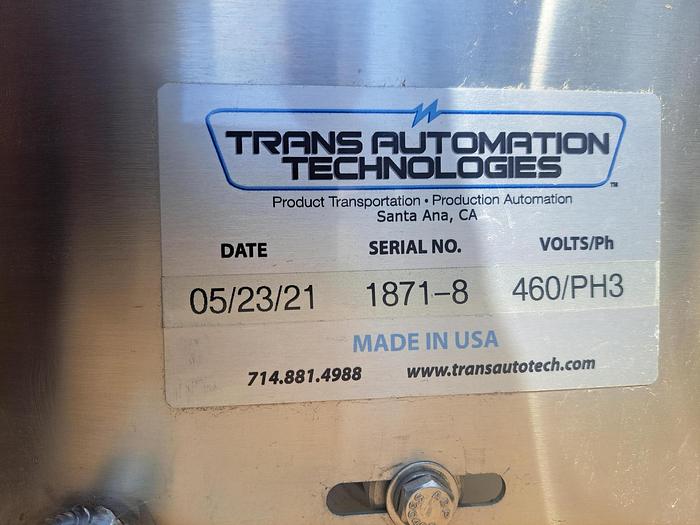 TRANS AUTOMATION
TECHNOLOGIES ™
Product Transportation • Production Automation
Santa Ana, CA
DATE SERIAL NO. VOLTS/Ph
05/23/21 1871-8 460/PH3
MADE IN USA
714.881.4988 www.transautotech.com